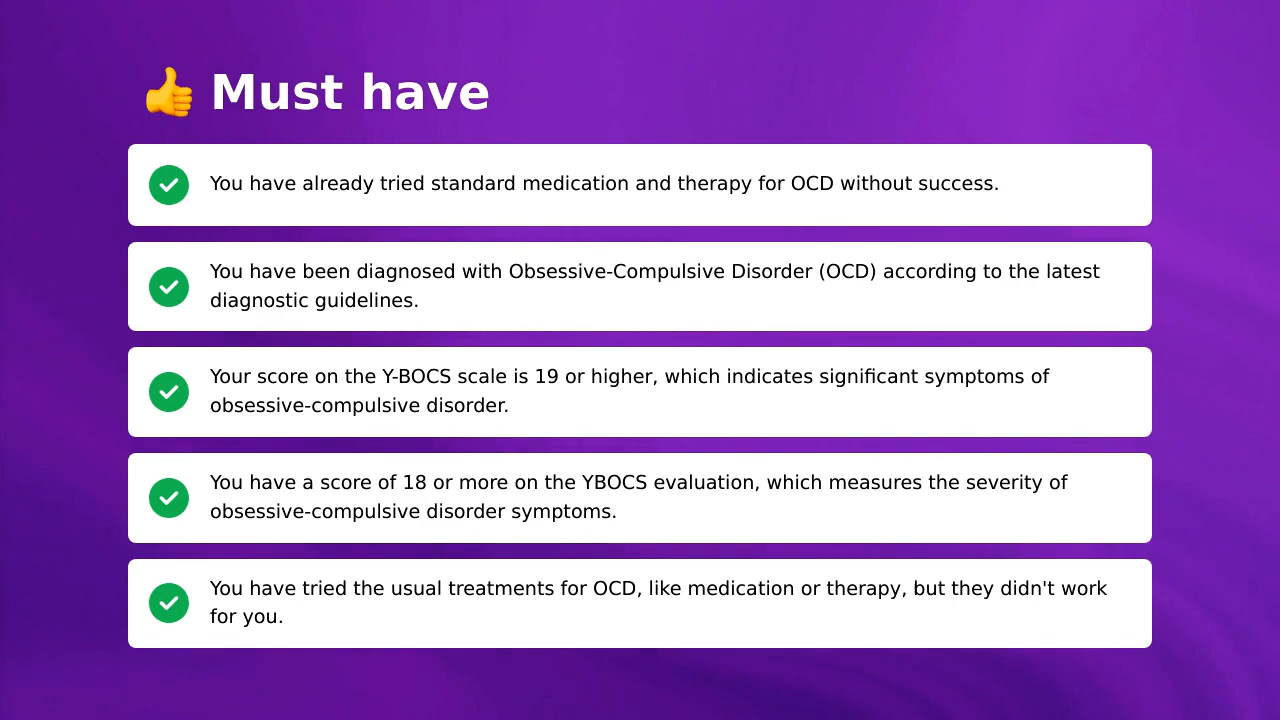 👍 Must have
You have already tried standard medication and therapy for OCD without success.
You have been diagnosed with Obsessive-Compulsive Disorder (OCD) according to the latest
diagnostic guidelines.
Your score on the Y-BOCS scale is 19 or higher, which indicates significant symptoms of
obsessive-compulsive disorder.
You have a score of 18 or more on the YBOCS evaluation, which measures the severity of
obsessive-compulsive disorder symptoms.
You have tried the usual treatments for OCD, like medication or therapy, but they didn't work
for you.